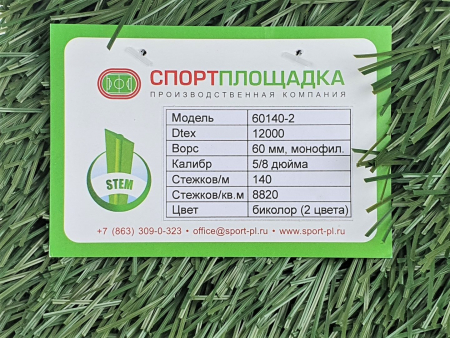 СПОРТПЛОЩАДКА
ПРОИЗВОДСТВЕННАЯ КОМПАНИЯ
Модель 60140-2
Dtex 12000
Ворс 60 мм, монофил.
Калибр 5/8 дюйма
Стежков/м 140
Стежков/кв.м 8820
Цвет биколор (2 цвета)
STEM
+7 (863) 309-0-323 • office@sport-pl.ru • www.sport-pl.ru